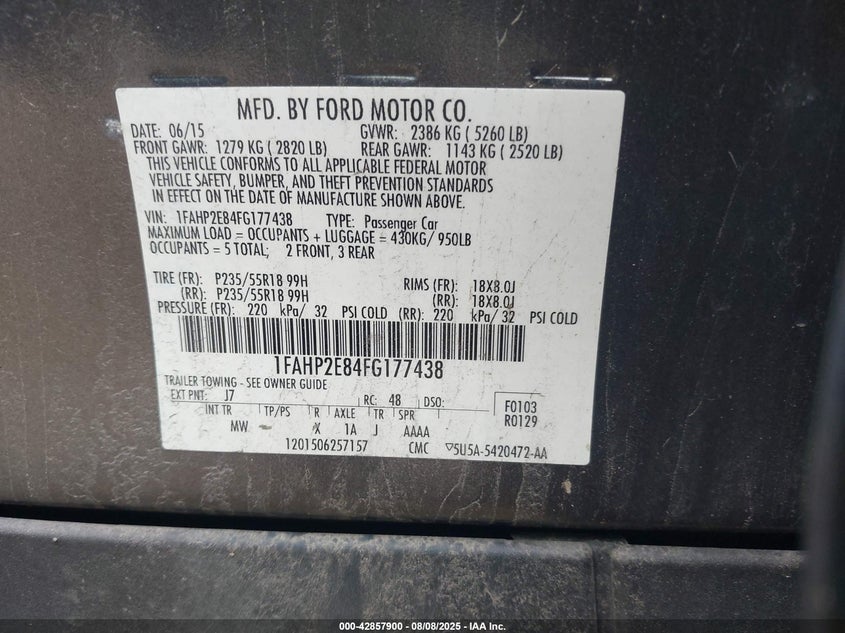 MFD. BY FORD MOTOR CO.
DATE: 06/15 GVWR: 2386 KG ( 5260 LB)
FRONT GAWR: 1279 KG ( 2820 LB) REAR GAWR: 1143 KG ( 2520 LB)
THIS VEHICLE CONFORMS TO ALL APPLICABLE FEDERAL MOTOR
VEHICLE SAFETY, BUMPER, AND THEFT PREVENTION STANDARDS
IN EFFECT ON THE DATE OF MANUFACTURE SHOWN ABOVE.
VIN: 1FAHP2E84FG177438 TYPE: Passenger Car
MAXIMUM LOAD = OCCUPANTS + LUGGAGE = 430KG/ 950LB
OCCUPANTS = 5 TOTAL; 2 FRONT, 3 REAR
TIRE (FR): P235/55R18 99H RIMS (FR): 18X8.0J
(RR): P235/55R18 99H (RR): 18X8.0J
PRESSURE (FR): 220 kPa/ 32 PSI COLD (RR): 220 kPa/ 32 PSI COLD
1FAHP2E84FG177438
TRAILER TOWING - SEE OWNER GUIDE
EXT PNT: J7 RC: 48 DSO: F0103
INT TR TP/PS R AXLE TR SPR R0129
MW - X 1A J AAAA
1201506257157 CMC ▽5U5A-5420472-AA
000-42857900 - 08/08/2025 - IAA Inc.